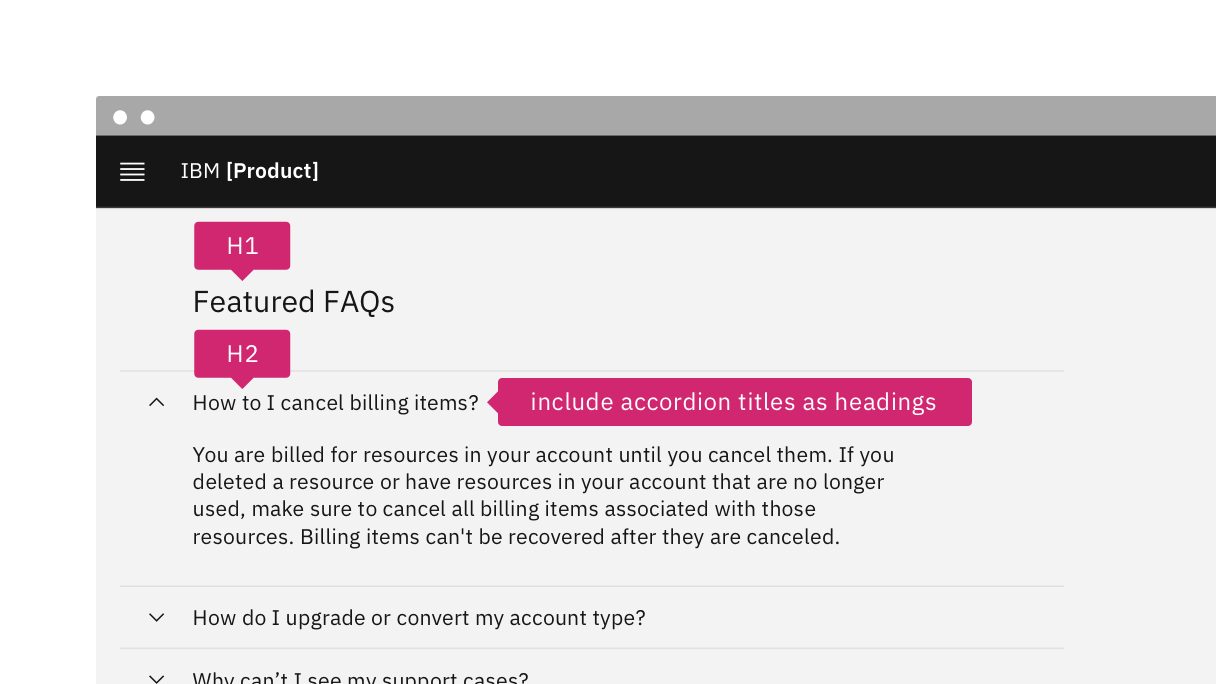 IBM [Product]
H1
Featured FAQs
H2
How to I cancel billing items?
include accordion titles as headings
You are billed for resources in your account until you cancel them. If you
deleted a resource or have resources in your account that are no longer
used, make sure to cancel all billing items associated with those
resources. Billing items can't be recovered after they are canceled.
How do I upgrade or convert my account type?
Why can’t I see my support cases?